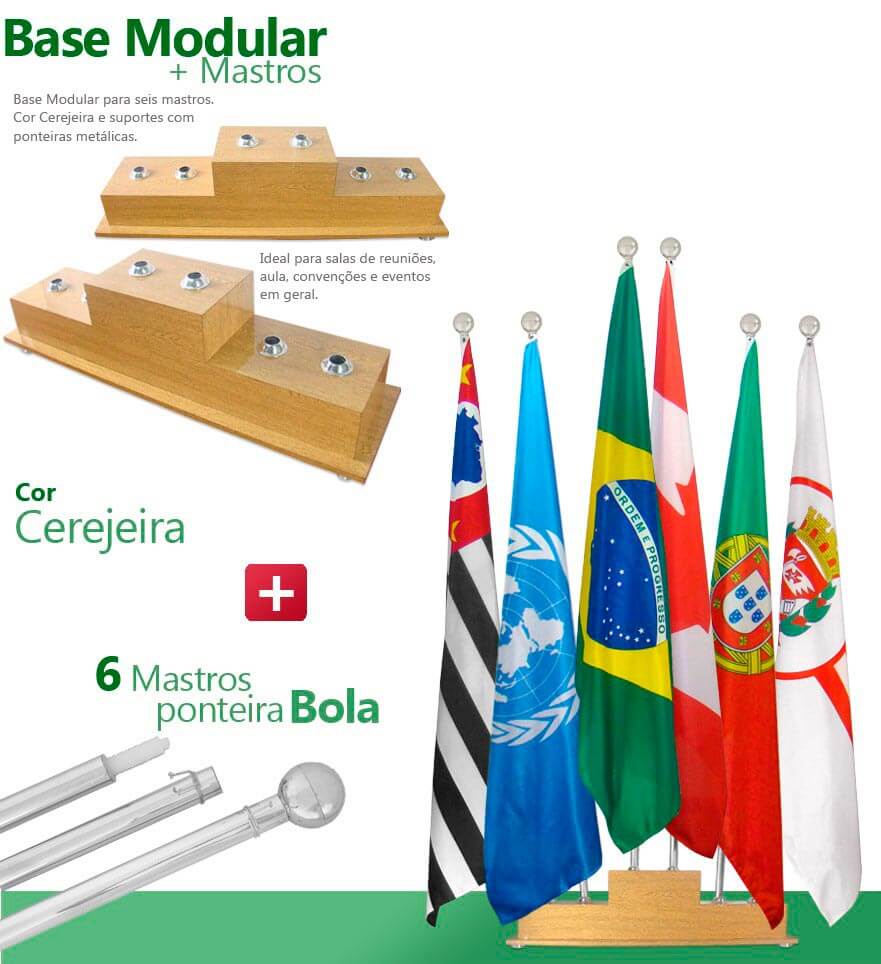 Base Modular
+ Mastros
Base Modular para seis mastros.
Cor Cerejeira e suportes com
ponteiras metálicas.
Ideal para salas de reuniões,
aula, convenções e eventos
em geral.
Cor
Cerejeira
+
6 Mastros
ponteira Bola
ORDEM E PROGRESSO